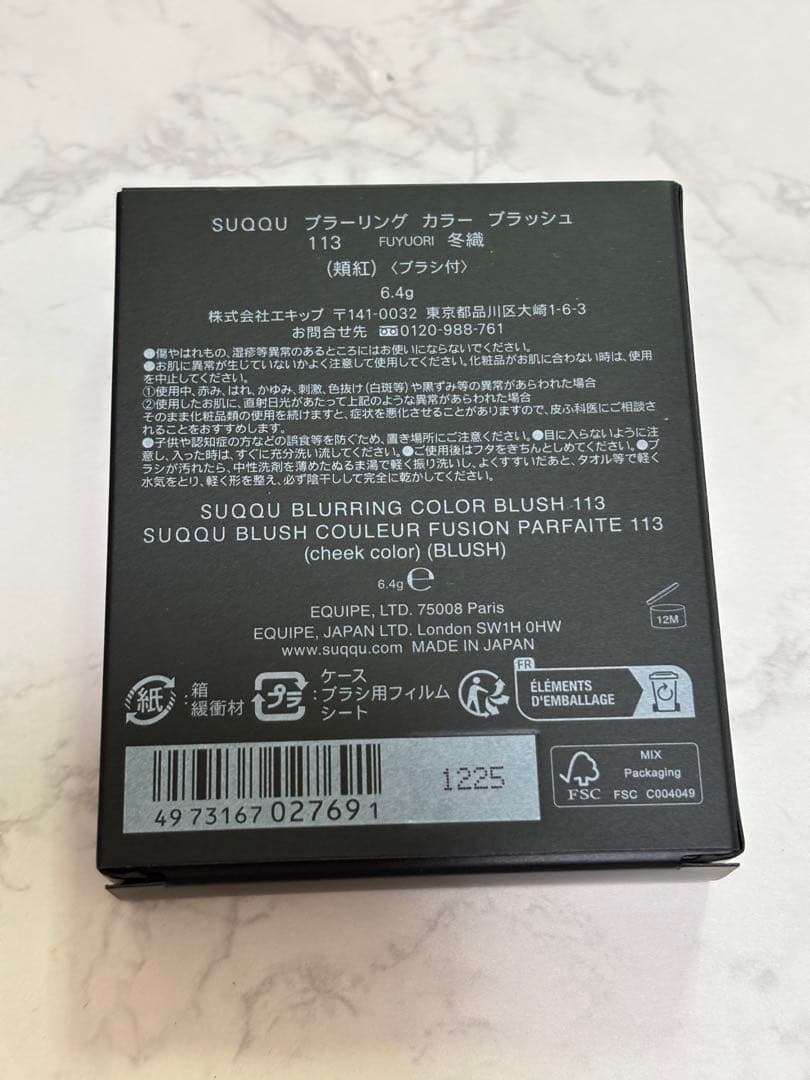 SUQQU ブラーリング カラー ブラッシュ
113 FUYUORI 冬織
(頬紅)〈ブラシ付〉
6.4g
株式会社エキップ 〒141-0032 東京都品川区大崎1-6-3
お問合せ先 0120-988-761
●傷やはれもの、湿疹等異常のあるところにはお使いにならないでください。
●お肌に異常が生じていないかよく注意して使用してください。化粧品がお肌に合わない時は、使用
を中止してください。
①使用中、赤み、はれ、かゆみ、刺激、色抜け(白斑等)や黒ずみ等の異常があらわれた場合
②使用したお肌に、直射日光があたって上記のような異常があらわれた場合
そのまま化粧品類の使用を続けますと、症状を悪化させることがありますので、皮ふ科医にご相談さ
れることをおすすめします。
●子供や認知症の方などの誤食等を防ぐため、置き場所にご注意ください。●目に入らないように注
意し、入った時は、すぐに充分洗い流してください。●ご使用後はフタをきちんとしめてください。●ブ
ラシが汚れたら、中性洗剤を薄めたぬるま湯で軽く振り洗いし、よくすすいだあと、タオル等で軽く
水気をとり、軽く形を整え、必ず陰干しして完全に乾かしてください。
SUQQU BLURRING COLOR BLUSH 113
SUQQU BLUSH COULEUR FUSION PARFAITE 113
(cheek color) (BLUSH)
6.4g ℮
EQUIPE, LTD. 75008 Paris
EQUIPE, JAPAN LTD. London SW1H 0HW
www.suqqu.com MADE IN JAPAN
12M
紙 :箱
緩衝材
プラ :ケース
ブラシ用フィルム
シート
FR
ÉLÉMENTS
D'EMBALLAGE
4973167027691
1225
FSC
MIX
Packaging
FSC C004049